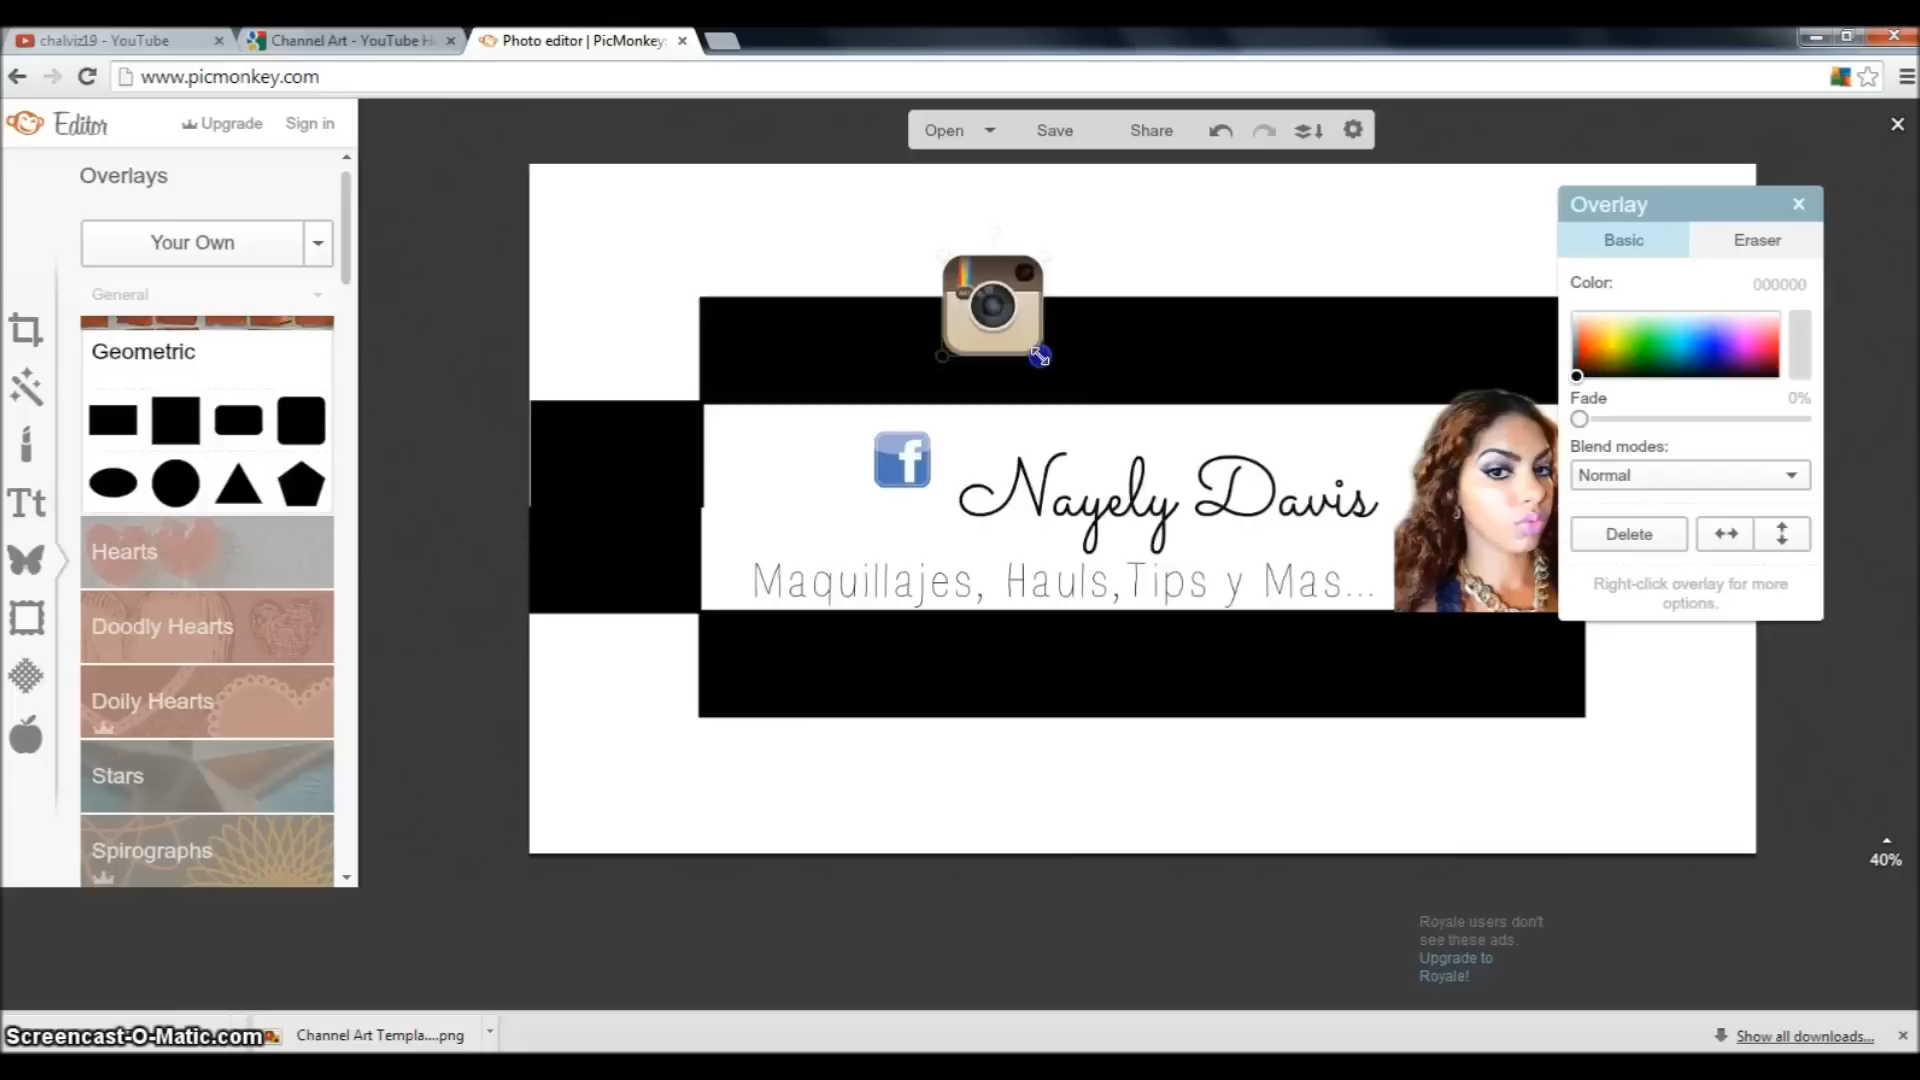 chalviz19 - YouTube
Channel Art - YouTube H
Photo editor | PicMonkey:
www.picmonkey.com
Editor
Upgrade
Sign in
Open
Save
Share
Overlays
Your Own
General
Geometric
Hearts
Doodly Hearts
Doily Hearts
Stars
Spirographs
Tt
f
Nayely Davis
Maquillajes, Hauls,Tips y Mas...
Overlay
Basic
Eraser
Color:
000000
Fade
0%
Blend modes:
Normal
Delete
Right-click overlay for more
options.
40%
Royale users don't
see these ads.
Upgrade to
Royale!
Screencast-O-Matic.com
Channel Art Templa....png
Show all downloads...